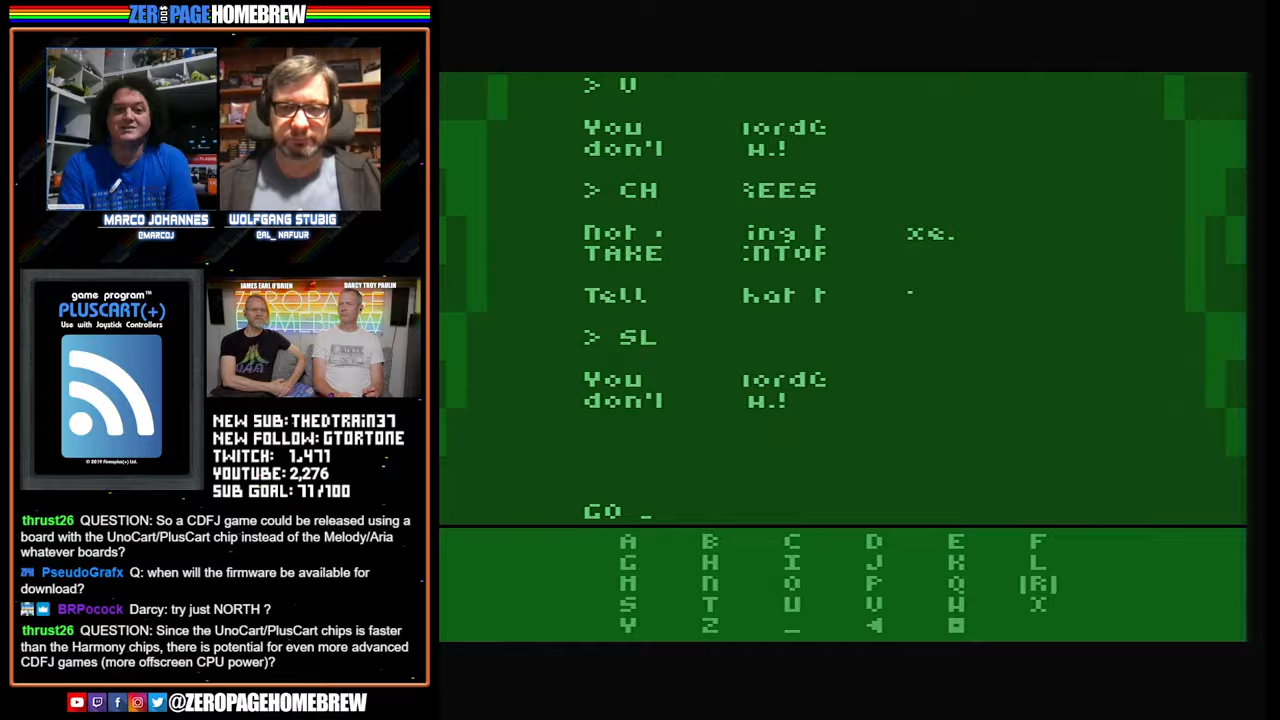 ZEROPAGE HOMEBREW
MARCO JOHANNES
@MARCOJ
WOLFGANG STUBIG
@AL_NAFUUR
game program™
PLUSCART(+)
Use with Joystick Controllers
JAMES EARL O'BRIEN
DARCY TROY PAULIN
NEW SUB: THEDTRAIN37
NEW FOLLOW: GTORTONE
TWITCH: 1,471
YOUTUBE: 2,276
SUB GOAL: 71/100
thrust26 QUESTION: So a CDFJ game could be released using a
board with the UnoCart/PlusCart chip instead of the Melody/Aria
whatever boards?
PseudoGrafx Q: when will the firmware be available for
download?
BRPocock Darcy: try just NORTH ?
thrust26 QUESTION: Since the UnoCart/PlusCart chips is faster
than the Harmony chips, there is potential for even more advanced
CDFJ games (more offscreen CPU power)?
@ZEROPAGEHOMEBREW
> U
You
> CH
TAKE
Tell
> SL
You
GO _
A B C D E F
G H I J K L
M N O P Q |R|
S T U V W X
Y Z _